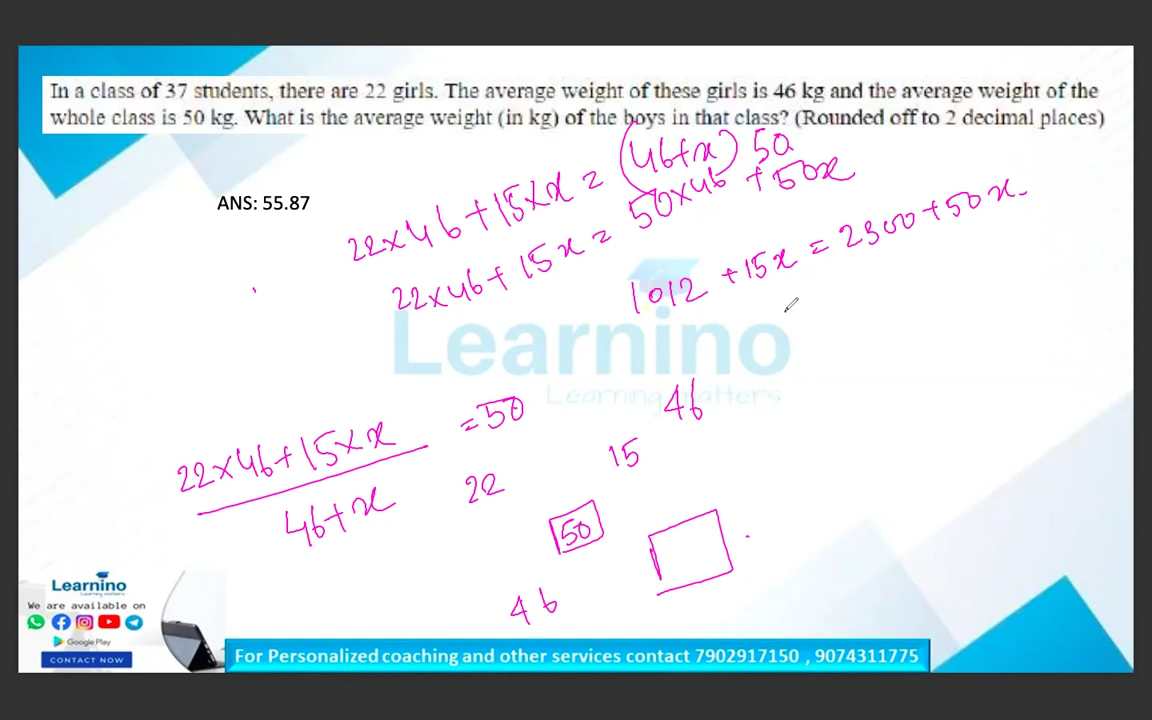 In a class of 37 students, there are 22 girls. The average weight of these girls is 46 kg and the average weight of the
whole class is 50 kg. What is the average weight (in kg) of the boys in that class? (Rounded off to 2 decimal places)
ANS: 55.87
22×46+15×x = (46+x) 50
22×46+15x = 50×46 +50x
1012 +15x = 2300+50x
Learnino
Learning matters
22×46+15×x = 50
46+x
46
15
22
50
46
Learnino
We are available on
Google Play
CONTACT NOW
For Personalized coaching and other services contact 7902917150 , 9074311775